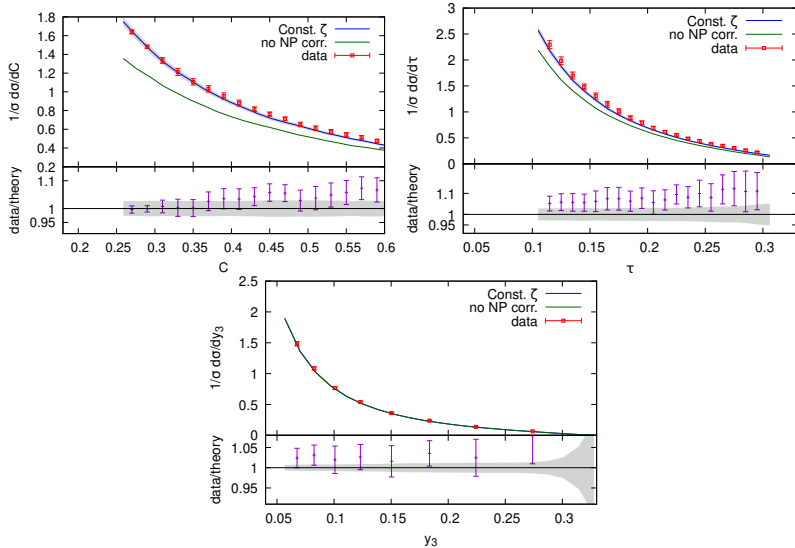 1/σ dσ/dC
1.8
1.6
1.4
1.2
1
0.8
0.6
0.4
0.2
Const. ζ
no NP corr.
data
data/theory
1.1
1
0.95
0.2 0.25 0.3 0.35 0.4 0.45 0.5 0.55 0.6
C
1/σ dσ/dτ
3
2.5
2
1.5
1
0.5
0
Const. ζ
no NP corr.
data
data/theory
1.1
1
0.95
0.05 0.1 0.15 0.2 0.25 0.3
τ
1/σ dσ/dy3
2.5
2
1.5
1
0.5
0
Const. ζ
no NP corr.
data
data/theory
1.05
1
0.95
0.05 0.1 0.15 0.2 0.25 0.3
y3